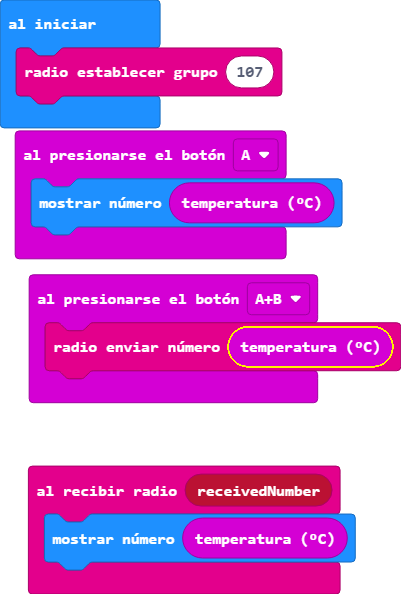 al iniciar
radio establecer grupo 107
al presionarse el botón A
mostrar número temperatura (ºC)
al presionarse el botón A+B
radio enviar número temperatura (ºC)
al recibir radio receivedNumber
mostrar número temperatura (ºC)